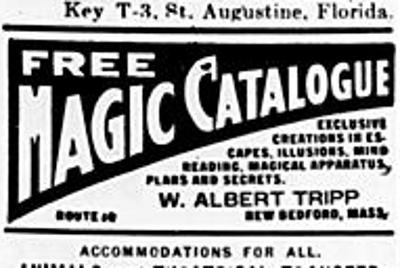 Key T-3, St. Augustine, Florida.
FREE
MAGIC CATALOGUE
EXCLUSIVE
CREATIONS IN ES-
CAPES, ILLUSIONS, MIND
READING, MAGICAL APPARATUS,
PLANS AND SECRETS.
W. ALBERT TRIPP
ROUTE 10 NEW BEDFORD, MASS,
ACCOMMODATIONS FOR ALL.